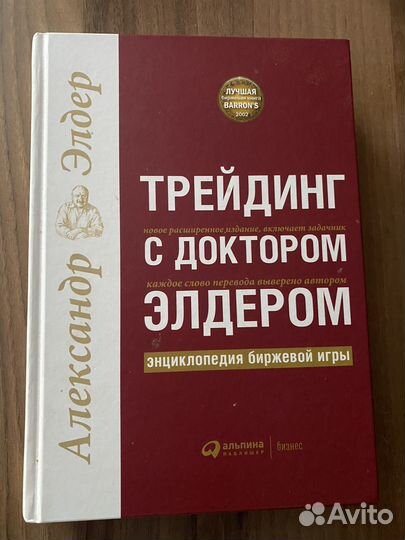 Александр Элдер
ЛУЧШАЯ
биржевая книга
BARRON'S
2002
ТРЕЙДИНГ
новое расширенное издание, включает задачник
С ДОКТОРОМ
каждое слово перевода выверено автором
ЭЛДЕРОМ
энциклопедия биржевой игры
альпина
ПАБЛИШЕР
бизнес
Avito